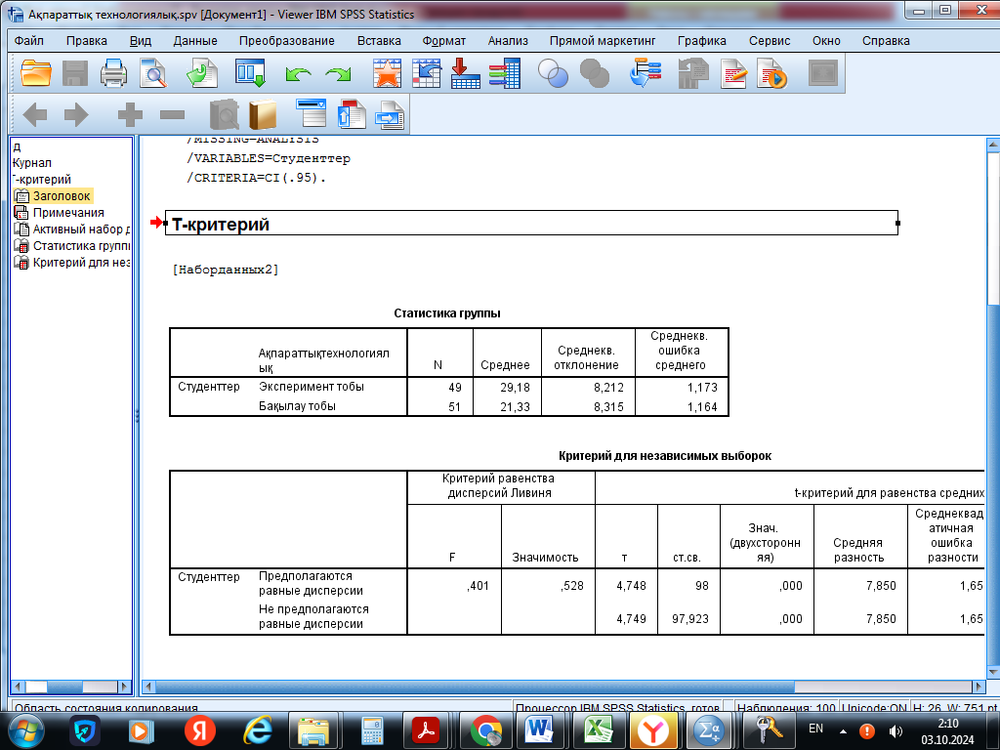 Ақпараттық технологиялық.spv [Документ1] - Viewer IBM SPSS Statistics
Файл Правка Вид Данные Преобразование Вставка Формат Анализ Прямой маркетинг Графика Сервис Окно Справка
д
Курнал
-критерий
Заголовок
Примечания
Активный набор д
Статистика групп
Критерий для нез
/MISSING=ANALYSIS
/VARIABLES=Студенттер
/CRITERIA=CI(.95).
Т-критерий
[Наборданных2]
Статистика группы
Ақпараттықтехнологиял
ық
N
Среднее
Среднекв.
отклонение
Среднекв.
ошибка
среднего
Студенттер Эксперимент тобы 49 29,18 8,212 1,173
Бақылау тобы 51 21,33 8,315 1,164
Критерий для независимых выборок
Критерий равенства
дисперсий Ливиня
t-критерий для равенства средних
F
Значимость
т
ст.св.
Знач.
(двухсторонн
яя)
Средняя
разность
Среднеквад
атичная
ошибка
разности
Студенттер Предполагаются
равные дисперсии ,401 ,528 4,748 98 ,000 7,850 1,65
Не предполагаются
равные дисперсии 4,749 97,923 ,000 7,850 1,65
Область состояния копирования
Процессор IBM SPSS Statistics готов
Наблюдения: 100
Unicode:ON
H: 26, W: 751 pt
EN
2:10
03.10.2024